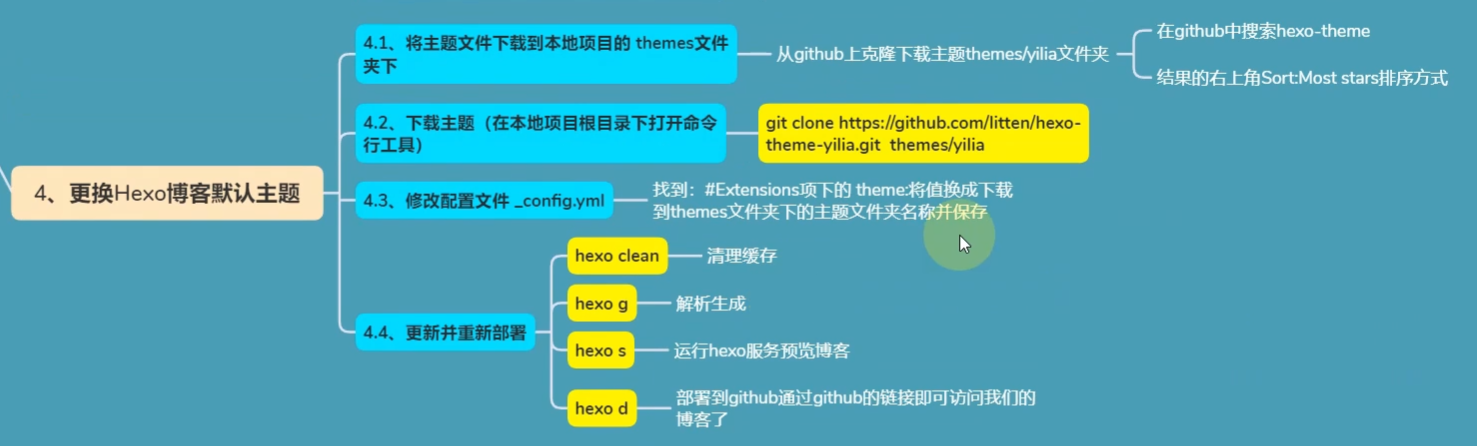 4、更换Hexo博客默认主题
4.1、将主题文件下载到本地项目的 themes文件
夹下
从github上克隆下载主题themes/yilia文件夹
在github中搜索hexo-theme
结果的右上角Sort:Most stars排序方式
4.2、下载主题（在本地项目根目录下打开命令
行工具）
git clone https://github.com/litten/hexo-
theme-yilia.git  themes/yilia
4.3、修改配置文件 _config.yml
找到：#Extensions项下的 theme:将值换成下载
到themes文件夹下的主题文件夹名称并保存
4.4、更新并重新部署
hexo clean
清理缓存
hexo g
解析生成
hexo s
运行hexo服务预览博客
hexo d
部署到github通过github的链接即可访问我们的
博客了